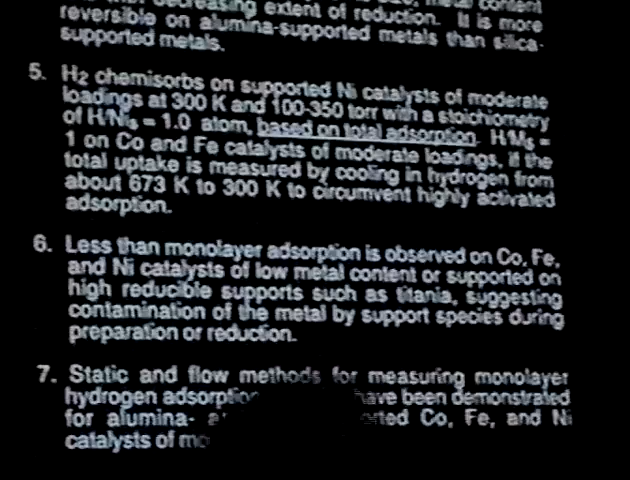 creasing extent of reduction. It is more
reversible on alumina-supported metals than silica-
supported metals.
5. H2 chemisorbs on supported Ni catalysts of moderate
loadings at 300 K and 100-350 torr with a stoichiometry
of H/Nis = 1.0 atom, based on total adsorption. H/Ms =
1 on Co and Fe catalysts of moderate loadings, if the
total uptake is measured by cooling in hydrogen from
about 673 K to 300 K to circumvent highly activated
adsorption.
6. Less than monolayer adsorption is observed on Co, Fe,
and Ni catalysts of low metal content or supported on
high reducible supports such as titania, suggesting
contamination of the metal by support species during
preparation or reduction.
7. Static and flow methods for measuring monolayer
hydrogen adsorption have been demonstrated
for alumina- rted Co, Fe, and Ni
catalysts of mo